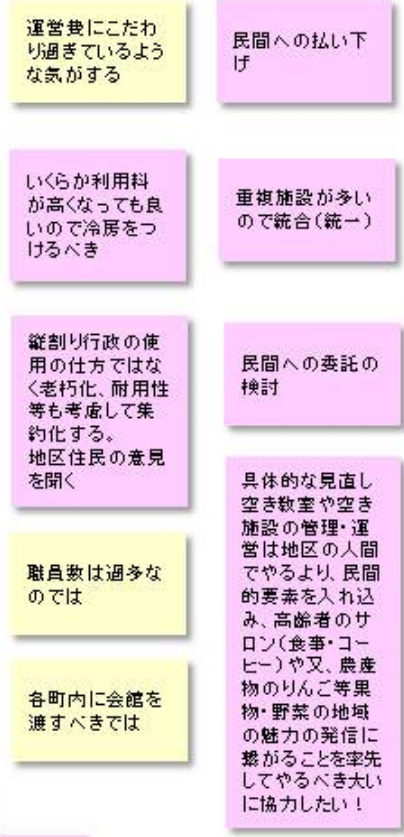 運営費にこだわ
り過ぎているよう
な気がする
民間への払い下
げ
いくらか利用料
が高くなっても良
いので冷房をつ
けるべき
重複施設が多い
ので統合(統一)
縦割り行政の使
用の仕方ではな
く老朽化、耐用性
等も考慮して集
約化する。
地区住民の意見
を聞く
民間への委託の
検討
職員数は過多な
のでは
各町内に会館を
渡すべきでは
具体的な見直し
空き教室や空き
施設の管理・運
営は地区の人間
でやるより、民間
的要素を入れ込
み、高齢者のサ
ロン(食事・コー
ヒー)や又、農産
物のりんご等果
物・野菜の地域
の魅力の発信に
繋がることを率先
してやるべき大い
に協力したい!